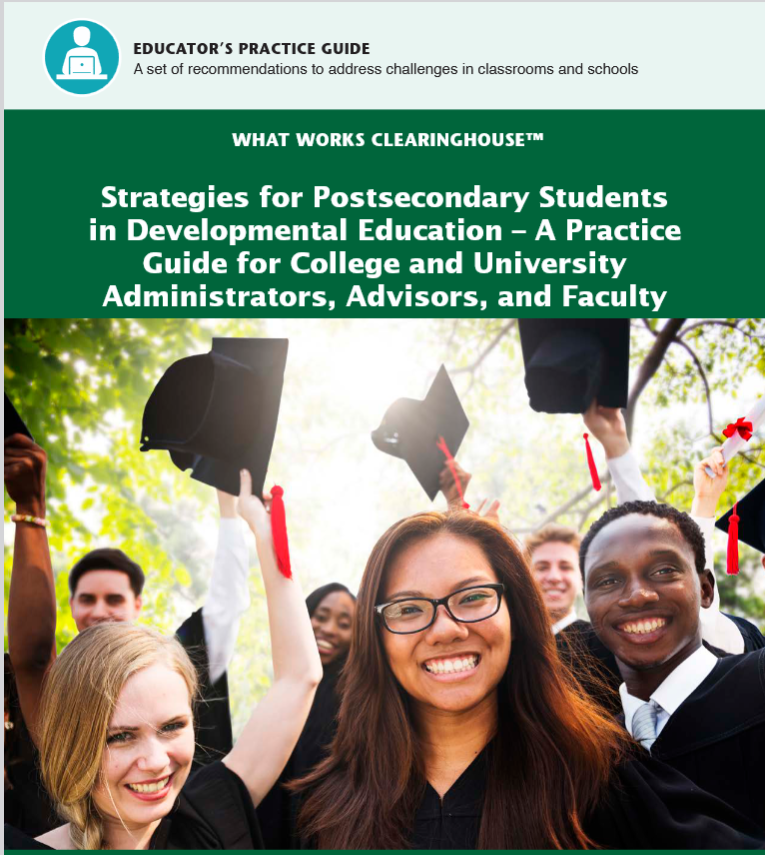 EDUCATOR'S PRACTICE GUIDE
A set of recommendations to address challenges in classrooms and schools
WHAT WORKS CLEARINGHOUSE™
Strategies for Postsecondary Students
in Developmental Education – A Practice
Guide for College and University
Administrators, Advisors, and Faculty